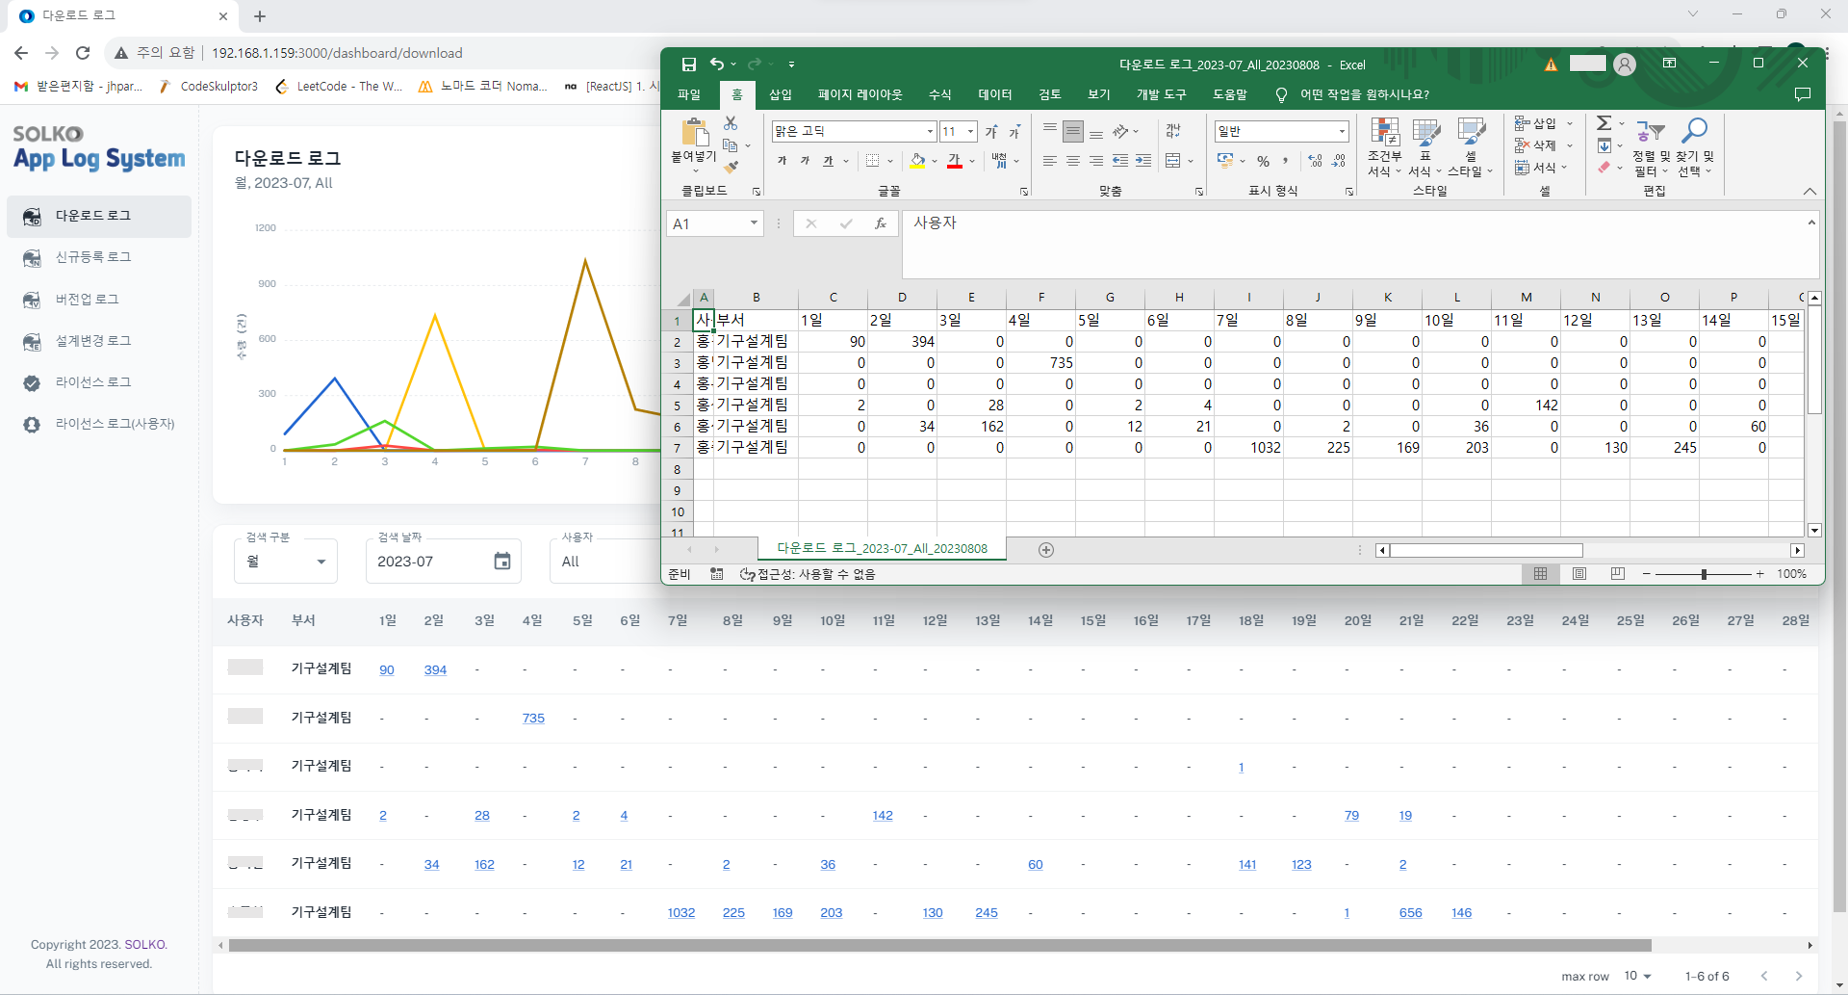 다운로드 로그
주의 요함 | 192.168.1.159:3000/dashboard/download
받은편지함 - jhpar... CodeSkulptor3 LeetCode - The W... 노마드 코더 Noma... na [ReactJS] 1. 시
SOLKO
App Log System
다운로드 로그
신규등록 로그
버전업 로그
설계변경 로그
라이선스 로그
라이선스 로그(사용자)
Copyright 2023. SOLKO.
All rights reserved.
다운로드 로그
월, 2023-07, All
수량 (건)
1200
900
600
300
0
1 2 3 4 5 6 7 8
다운로드 로그_2023-07_All_20230808 - Excel
파일 홈 삽입 페이지 레이아웃 수식 데이터 검토 보기 개발 도구 도움말 어떤 작업을 원하시나요?
붙여넣기
클립보드
맑은 고딕 11
가 가 가
글꼴
맞춤
일반
표시 형식
조건부 서식 표 서식 셀 스타일
스타일
삽입
삭제
서식
셀
정렬 및 필터 찾기 및 선택
편집
A1 fx 사용자
A B C D E F G H I J K L M N O P
1 사 부서 1일 2일 3일 4일 5일 6일 7일 8일 9일 10일 11일 12일 13일 14일 15일
2 홍 기구설계팀 90 394 0 0 0 0 0 0 0 0 0 0 0 0
3 홍 기구설계팀 0 0 0 735 0 0 0 0 0 0 0 0 0 0
4 홍 기구설계팀 0 0 0 0 0 0 0 0 0 0 0 0 0 0
5 홍 기구설계팀 2 0 28 0 2 4 0 0 0 0 142 0 0 0
6 홍 기구설계팀 0 34 162 0 12 21 0 2 0 36 0 0 0 60
7 홍 기구설계팀 0 0 0 0 0 0 1032 225 169 203 0 130 245 0
8
9
10
11
다운로드 로그_2023-07_All_20230808
준비 접근성: 사용할 수 없음 100%
검색 구분 검색 날짜 사용자
월 2023-07 All
사용자 부서 1일 2일 3일 4일 5일 6일 7일 8일 9일 10일 11일 12일 13일 14일 15일 16일 17일 18일 19일 20일 21일 22일 23일 24일 25일 26일 27일 28일
기구설계팀 90 394 - - - - - - - - - - - - - - - - - - - - - - - - - -
기구설계팀 - - - 735 - - - - - - - - - - - - - - - - - - - - - - - -
기구설계팀 - - - - - - - - - - - - - - - - - 1 - - - - - - - - - -
기구설계팀 2 - 28 - 2 4 - - - - 142 - - - - - - - - 79 19 - - - - - - -
기구설계팀 - 34 162 - 12 21 - 2 - 36 - - - 60 - - - 141 123 - 2 - - - - - - -
기구설계팀 - - - - - - 1032 225 169 203 - 130 245 - - - - - - 1 656 146 - - - - - -
max row 10 1–6 of 6